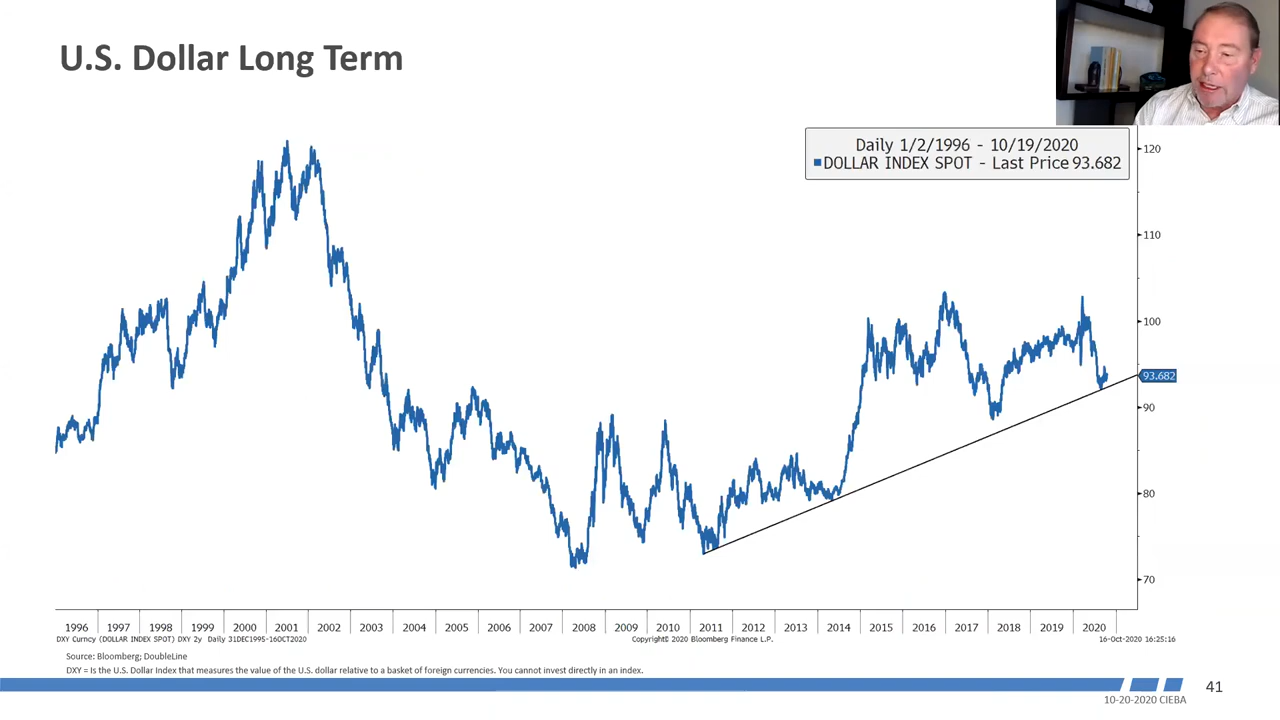 U.S. Dollar Long Term
Daily 1/2/1996 - 10/19/2020
DOLLAR INDEX SPOT - Last Price 93.682
120
110
100
93.682
90
80
70
1996 1997 1998 1999 2000 2001 2002 2003 2004 2005 2006 2007 2008 2009 2010 2011 2012 2013 2014 2015 2016 2017 2018 2019 2020
DXY Curncy (DOLLAR INDEX SPOT) DXY 2y Daily 31DEC1995-16OCT2020 Copyright© 2020 Bloomberg Finance L.P. 16-Oct-2020 16:25:16
Source: Bloomberg; DoubleLine
DXY = Is the U.S. Dollar Index that measures the value of the U.S. dollar relative to a basket of foreign currencies. You cannot invest directly in an index.
41
10-20-2020 CIEBA